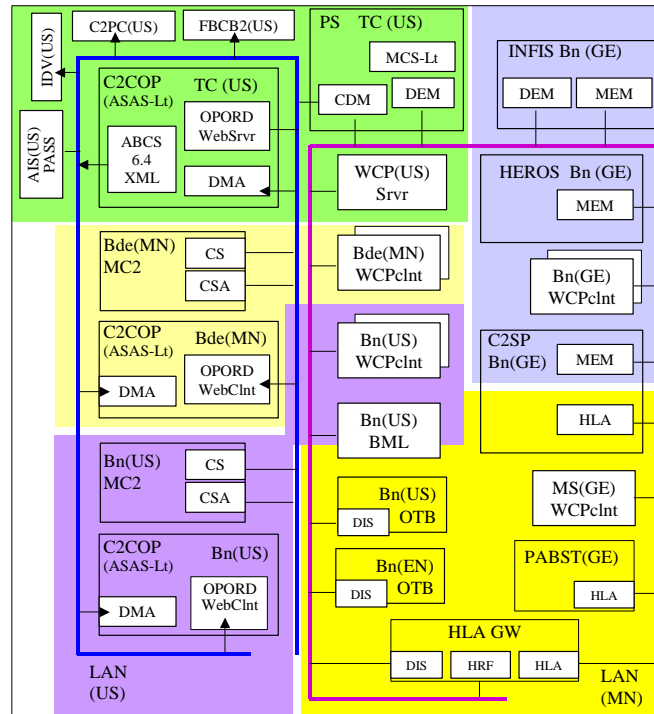 C2PC(US)
FBCB2(US)
IDV(US)
AIS(US)
PASS
C2COP
(ASAS-Lt)
TC (US)
OPORD
WebSrvr
ABCS
6.4
XML
DMA
PS TC (US)
MCS-Lt
CDM
DEM
INFIS Bn (GE)
DEM
MEM
WCP(US)
Srvr
HEROS Bn (GE)
MEM
Bde(MN)
MC2
CS
CSA
Bde(MN)
WCPclnt
Bn(GE)
WCPclnt
C2COP
(ASAS-Lt)
Bde(MN)
OPORD
WebClnt
DMA
Bn(US)
WCPclnt
C2SP
Bn(GE)
MEM
HLA
Bn(US)
BML
Bn(US)
MC2
CS
CSA
Bn(US)
OTB
DIS
MS(GE)
WCPclnt
C2COP
(ASAS-Lt)
Bn(US)
OPORD
WebClnt
DMA
Bn(EN)
OTB
DIS
PABST(GE)
HLA
HLA GW
DIS
HRF
HLA
LAN
(US)
LAN
(MN)